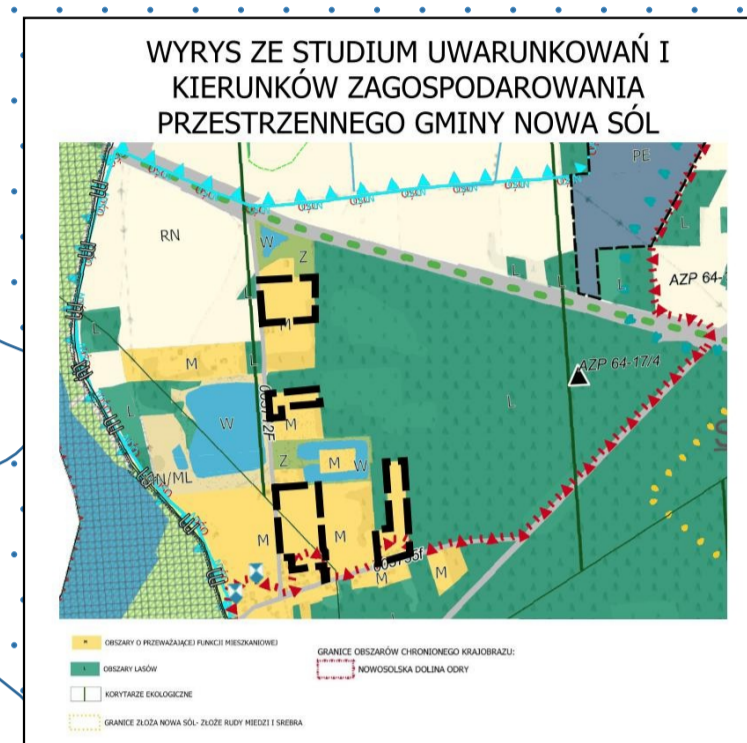 WYRYS ZE STUDIUM UWARUNKOWAŃ I
KIERUNKÓW ZAGOSPODAROWANIA
PRZESTRZENNEGO GMINY NOWA SÓL
PE
RN
W
Z
L
L
L
L
AZP 64-
M
L
M
L
AZP 64-17/4
L
L
W
M
Z
M
W
M
M
M
M
M
L
M OBSZARY O PRZEWAŻAJĄCEJ FUNKCJI MIESZKANIOWEJ
L OBSZARY LASÓW
KORYTARZE EKOLOGICZNE
GRANICE ZŁOŻA NOWA SÓL- ZŁOŻE RUDY MIEDZI I SREBRA
GRANICE OBSZARÓW CHRONIONEGO KRAJOBRAZU:
NOWOSOLSKA DOLINA ODRY